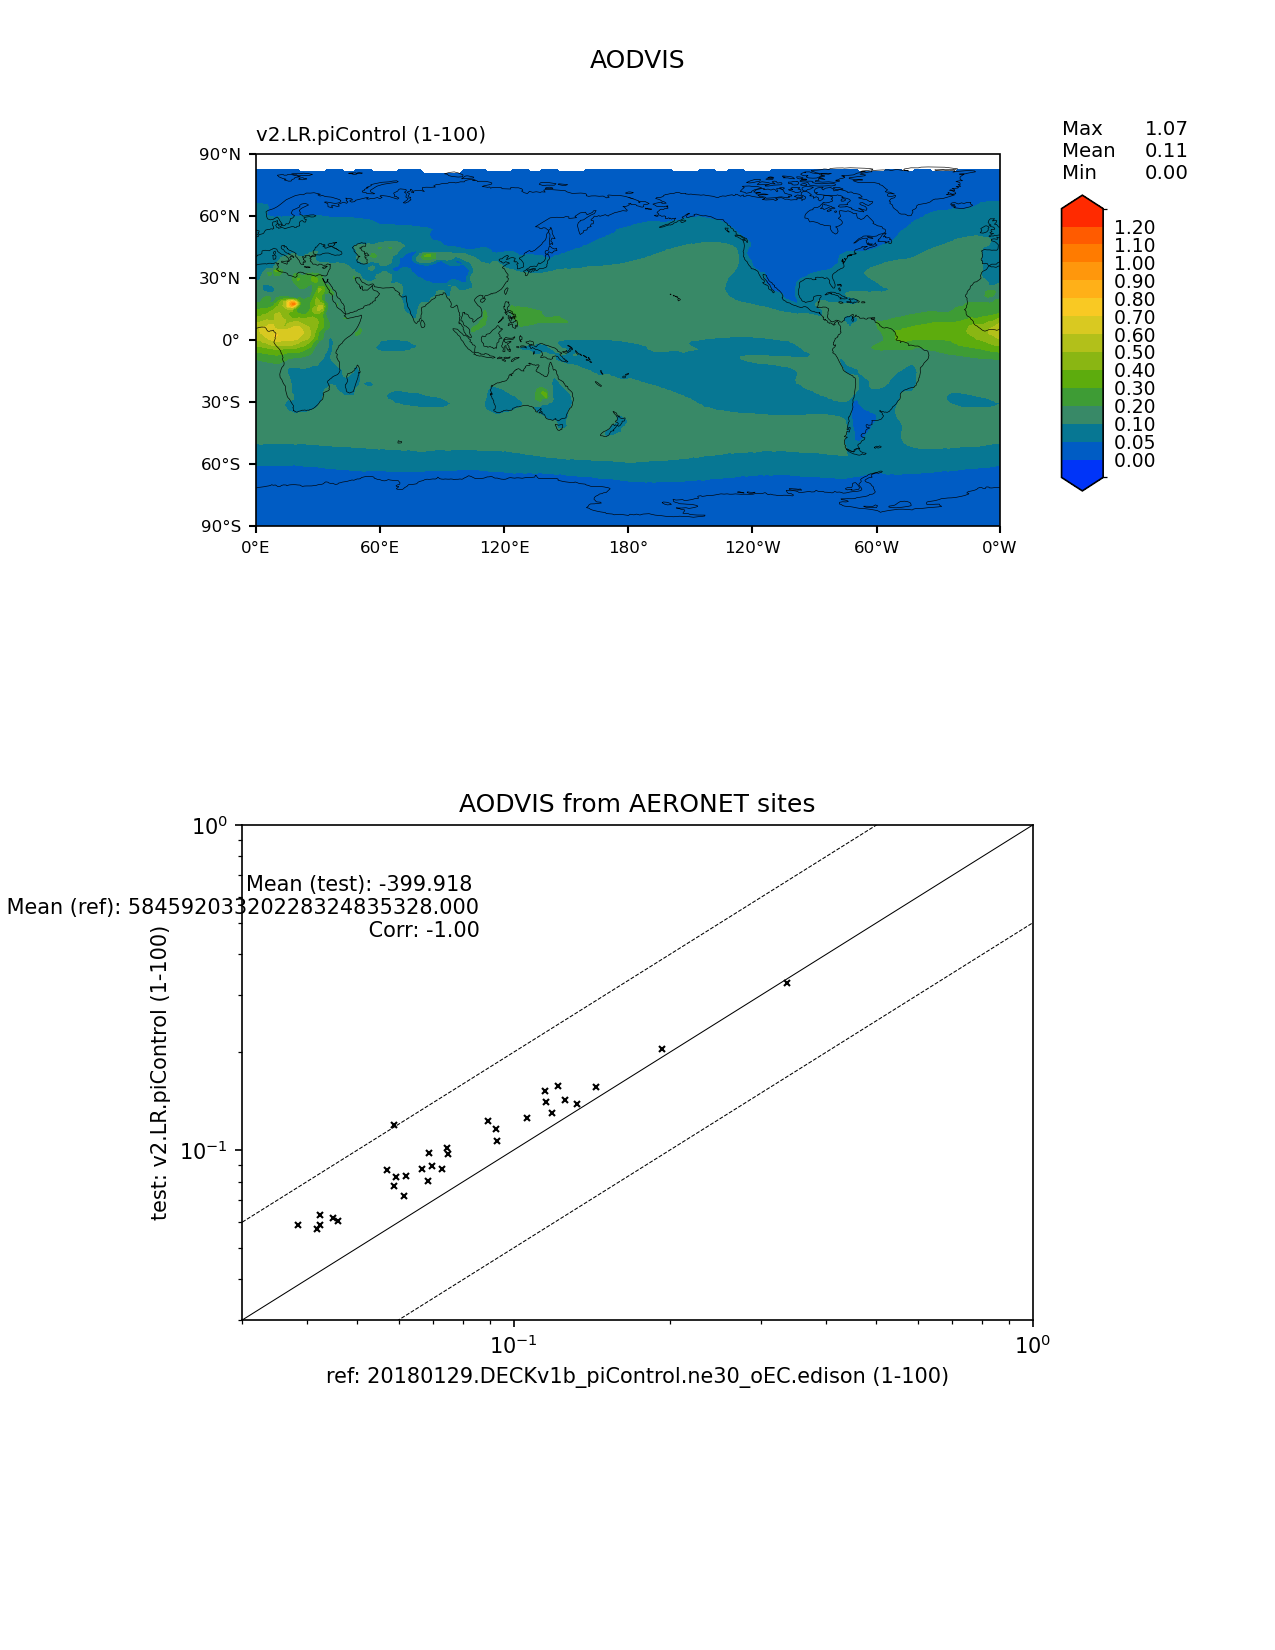 AODVIS
v2.LR.piControl (1-100)
Max 1.07
Mean 0.11
Min 0.00
90°N
60°N
30°N
0°
30°S
60°S
90°S
0°E 60°E 120°E 180° 120°W 60°W 0°W
1.20
1.10
1.00
0.90
0.80
0.70
0.60
0.50
0.40
0.30
0.20
0.10
0.05
0.00
AODVIS from AERONET sites
Mean (test): -399.918
Mean (ref): 58459203320228324835328.000
Corr: -1.00
test: v2.LR.piControl (1-100)
10⁰
10⁻¹
10⁻¹ 10⁰
ref: 20180129.DECKv1b_piControl.ne30_oEC.edison (1-100)